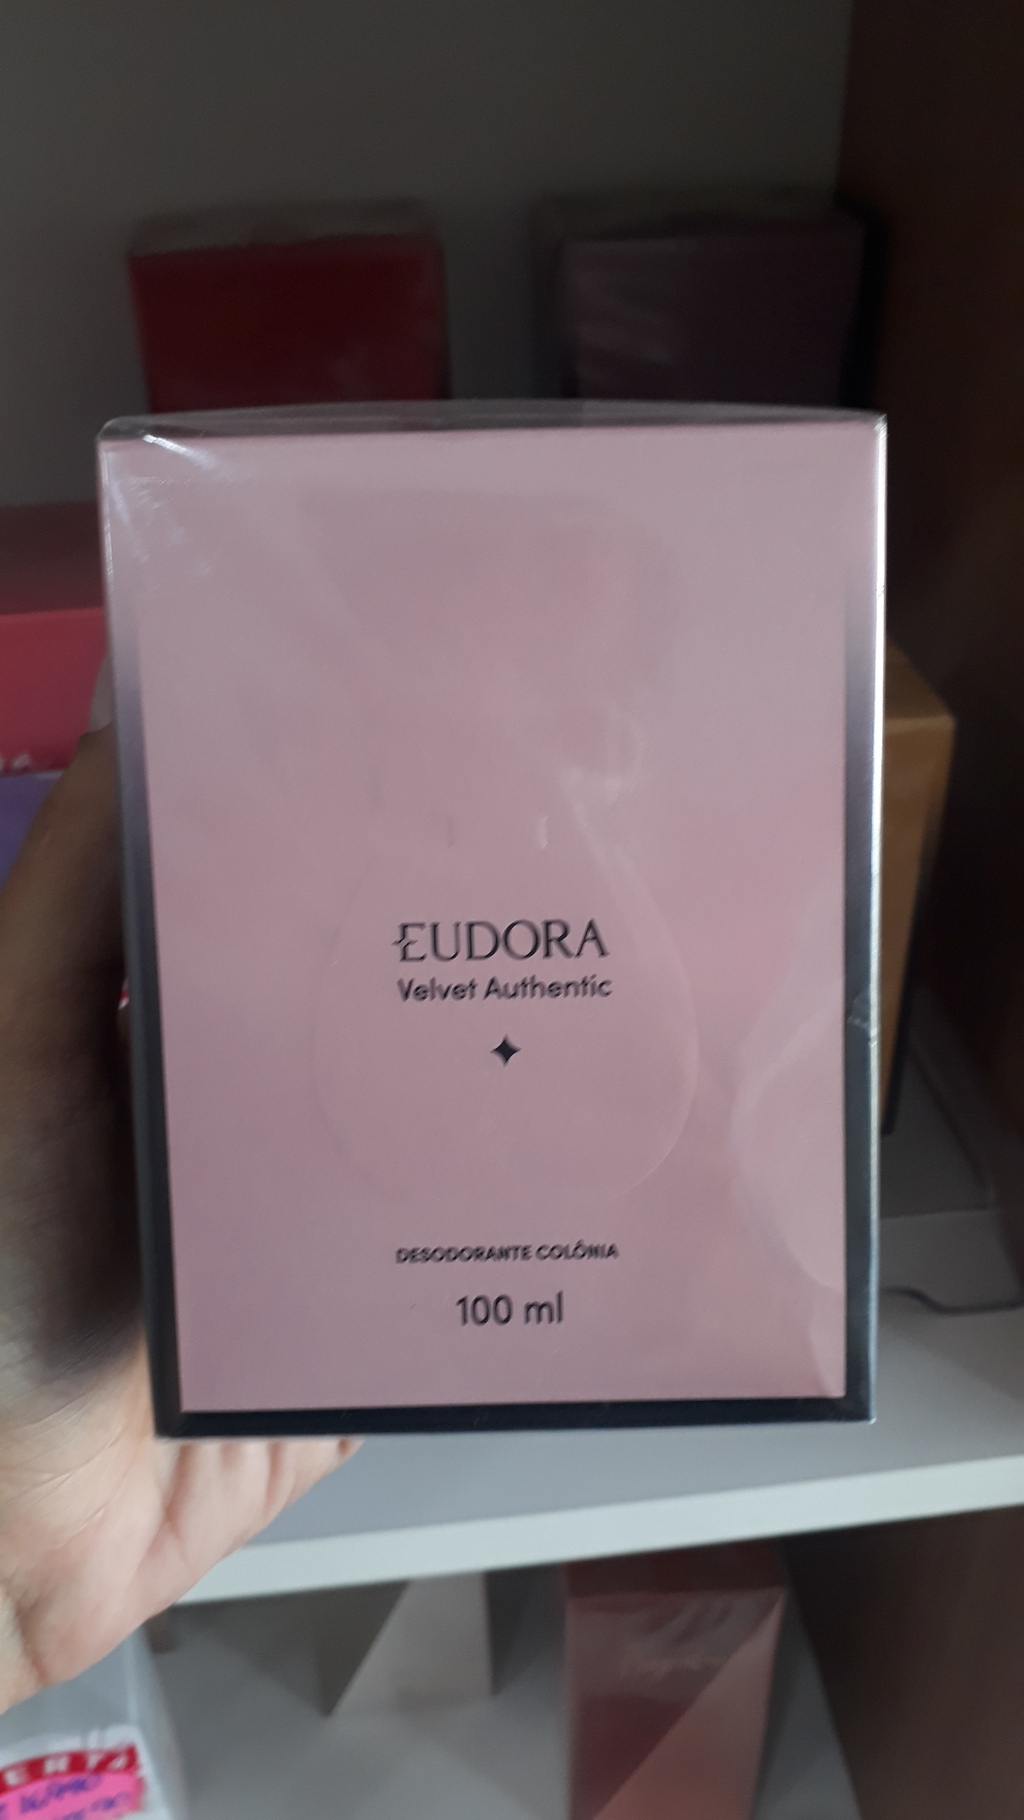 EUDORA
Velvet Authentic
DESODORANTE COLÔNIA
100 ml